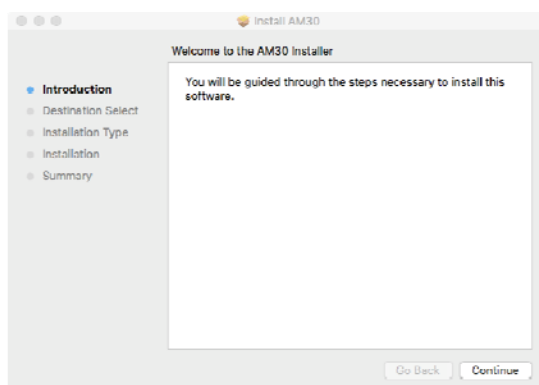 Install AM30
Welcome to the AM30 Installer
Introduction
Destination Select
Installation Type
Installation
Summary
You will be guided through the steps necessary to install this
software.
Go Back
Continue